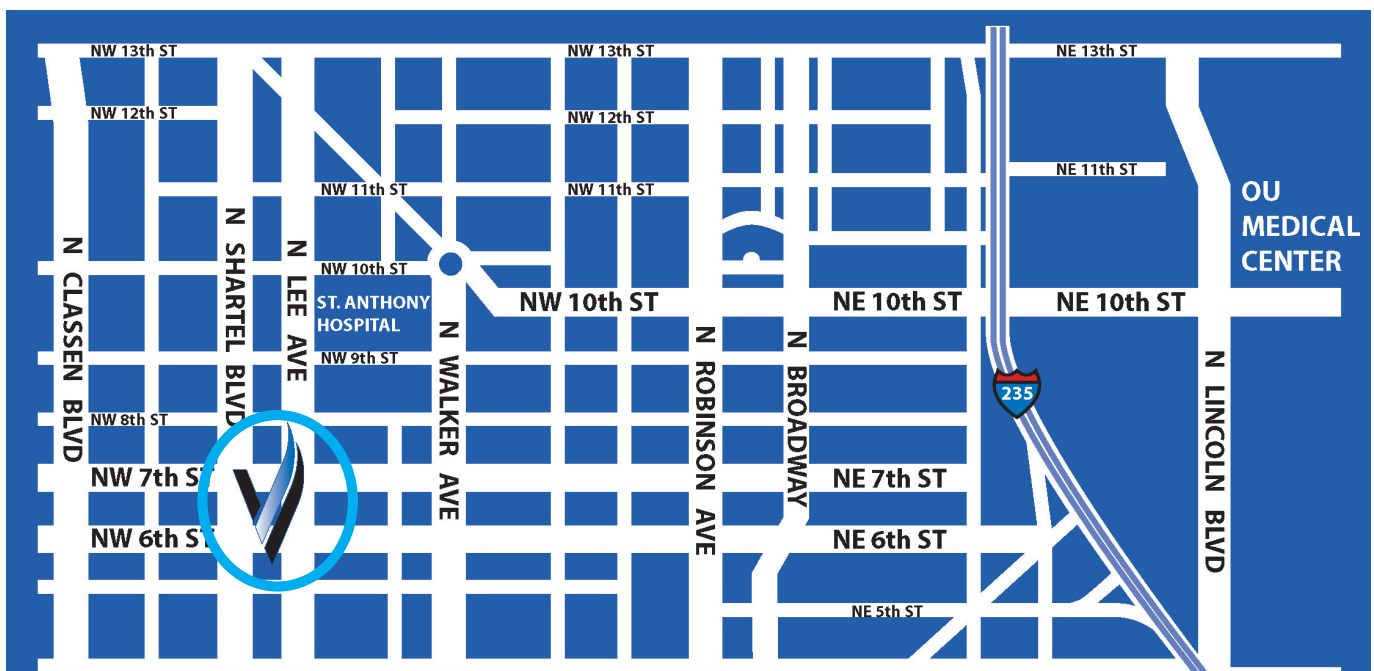 NW 13th ST
NW 13th ST
NE 13th ST
NW 12th ST
NW 12th ST
NE 11th ST
NW 11th ST
NW 11th ST
OU
MEDICAL
CENTER
N CLASSEN BLVD
N SHARTEL BLVD
N LEE AVE
NW 10th ST
ST. ANTHONY
HOSPITAL
NW 10th ST
NE 10th ST
NE 10th ST
N WALKER AVE
N ROBINSON AVE
N BROADWAY
N LINCOLN BLVD
NW 9th ST
235
NW 8th ST
NW 7th ST
NE 7th ST
NW 6th ST
NE 6th ST
NE 5th ST